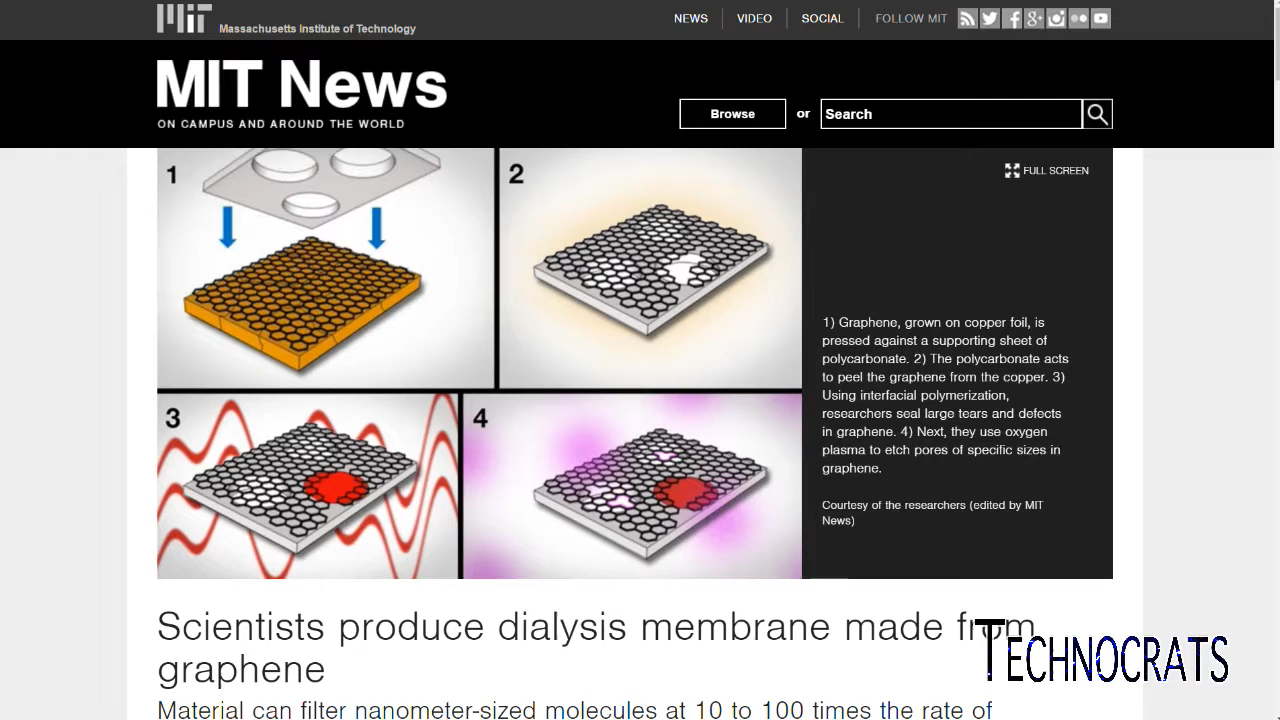 MIT
Massachusetts Institute of Technology
NEWS
VIDEO
SOCIAL
FOLLOW MIT
MIT News
ON CAMPUS AND AROUND THE WORLD
Browse
or
Search
1
2
FULL SCREEN
3
4
1) Graphene, grown on copper foil, is
pressed against a supporting sheet of
polycarbonate. 2) The polycarbonate acts
to peel the graphene from the copper. 3)
Using interfacial polymerization,
researchers seal large tears and defects
in graphene. 4) Next, they use oxygen
plasma to etch pores of specific sizes in
graphene.
Courtesy of the researchers (edited by MIT
News)
Scientists produce dialysis membrane made from
graphene
TECHNOCRATS
Material can filter nanometer-sized molecules at 10 to 100 times the rate of